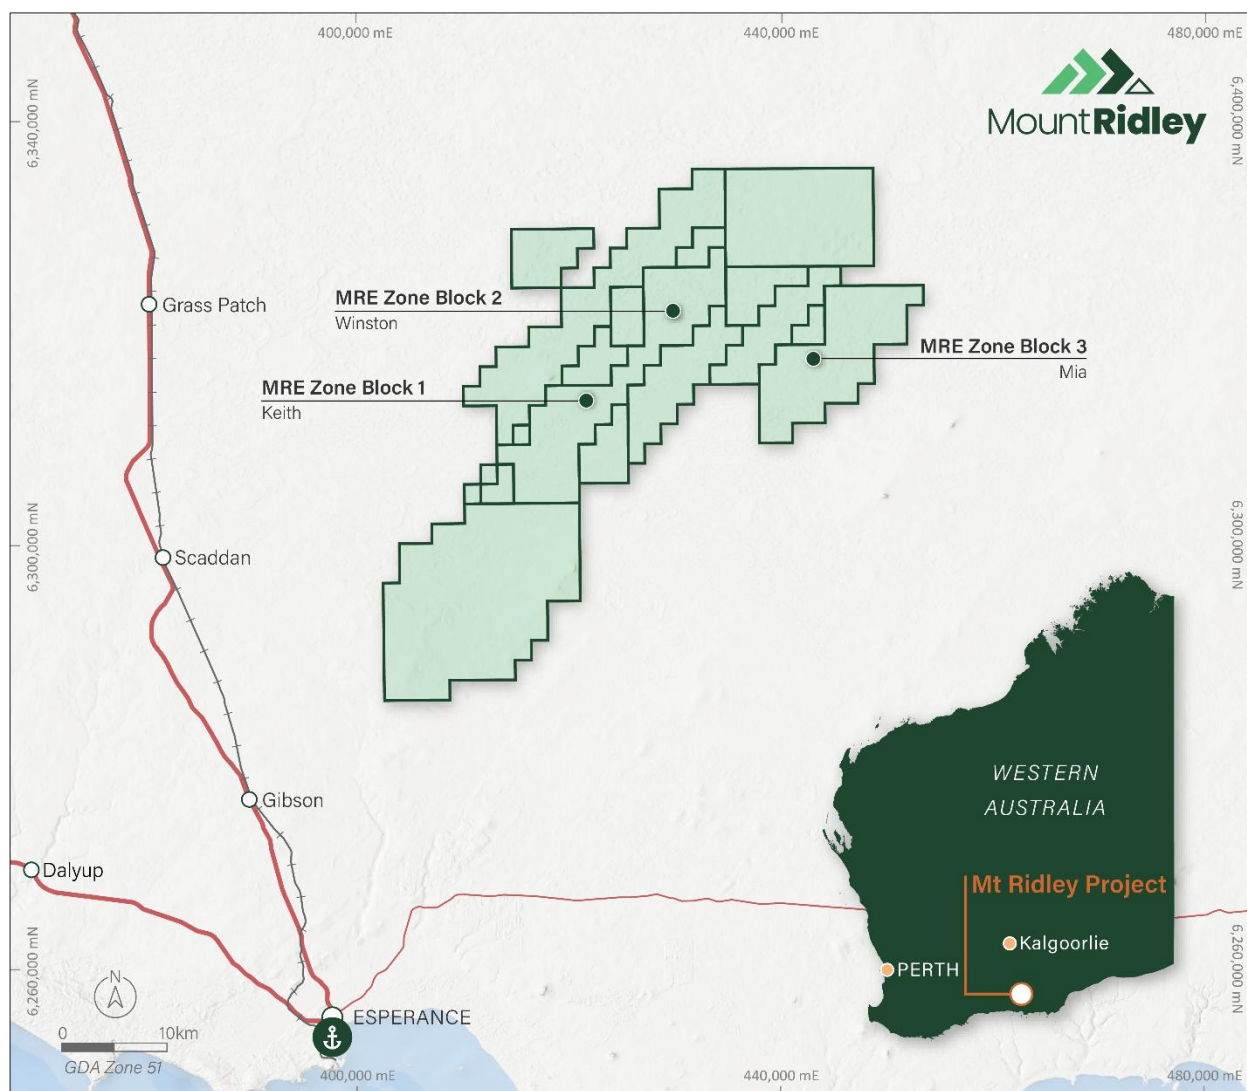 400,000 mE
440,000 mE
480,000 mE
6,340,000 mN
6,400,000 mN
MountRidley
Grass Patch
MRE Zone Block 2
Winston
MRE Zone Block 3
Mia
MRE Zone Block 1
Keith
6,300,000 mN
6,300,000 mN
Scaddan
WESTERN
AUSTRALIA
Gibson
Dalyup
Mt Ridley Project
Kalgoorlie
PERTH
6,260,000 mN
6,260,000 mN
N
ESPERANCE
0 10km
GDA Zone 51
400,000 mE
440,000 mE
480,000 mE